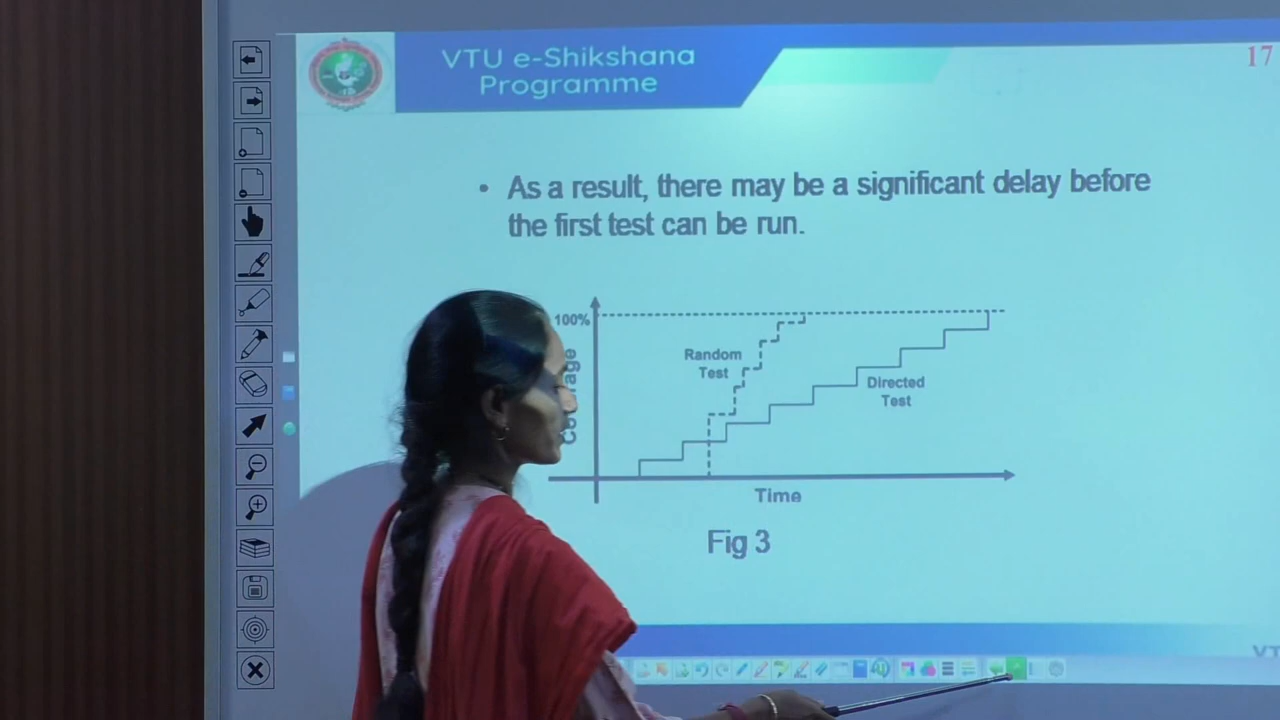 VTU e-Shikshana
Programme
17
• As a result, there may be a significant delay before
the first test can be run.
100%
Random
Test
Directed
Test
Time
Fig 3